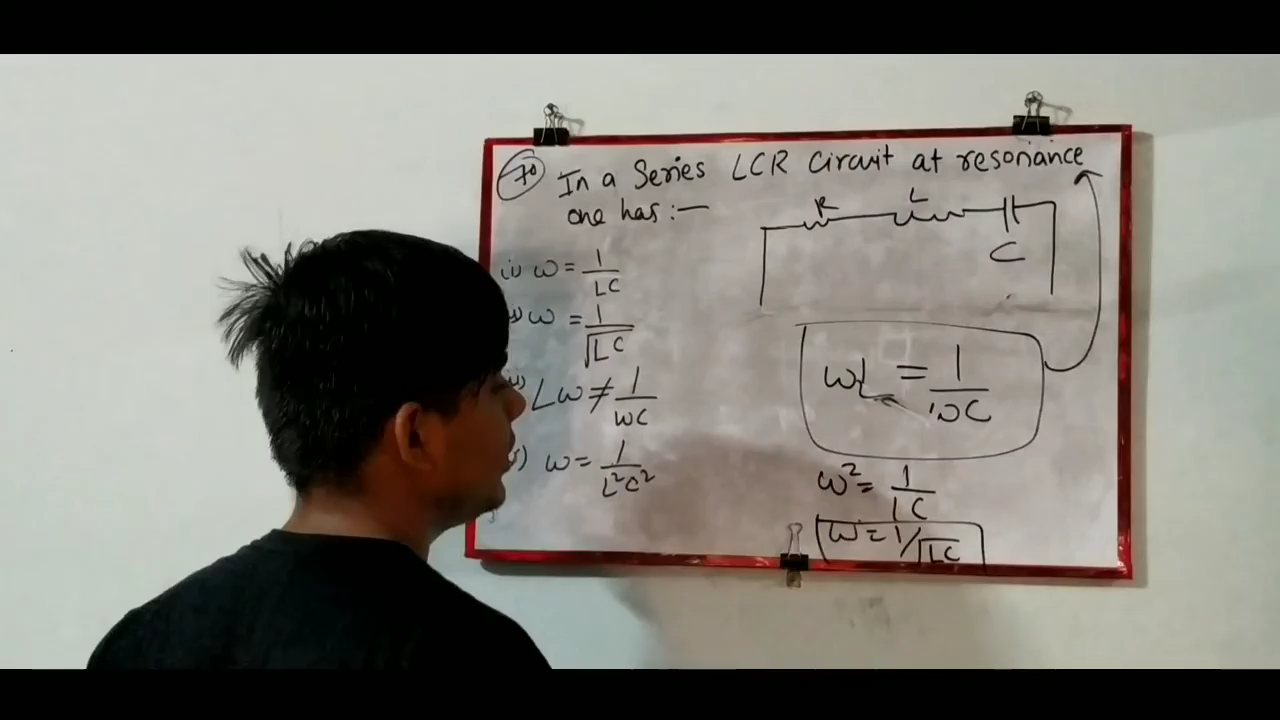 70 In a Series LCR Circuit at resonance
one has :—
R L
C
(i) ω = 1/LC
ω = 1/√LC
Lω ≠ 1/ωC
ω = 1/L²C²
ωL = 1/ωC
ω² = 1/LC
ω = 1/√LC